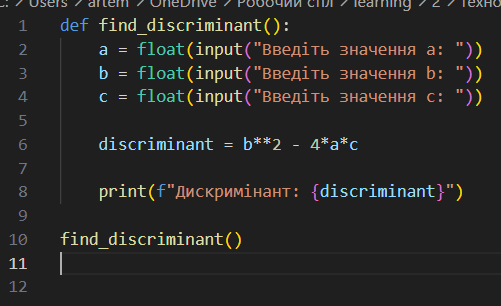 C: > Users > artem > OneDrive > Робочий стіл > learning > 2 > Техно
1 def find_discriminant():
2     a = float(input("Введіть значення a: "))
3     b = float(input("Введіть значення b: "))
4     c = float(input("Введіть значення c: "))
5
6     discriminant = b**2 - 4*a*c
7
8     print(f"Дискримінант: {discriminant}")
9
10 find_discriminant()
11
12